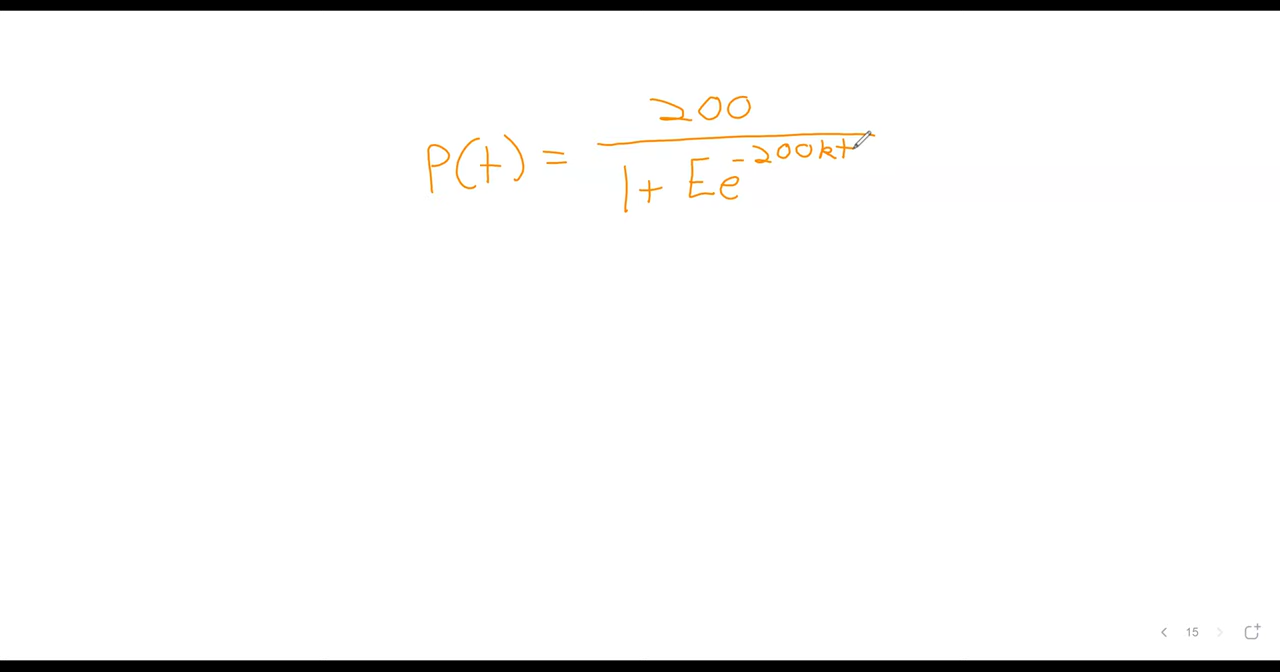 P(t) = 200 / (1 + Ee^(-200kt))
15